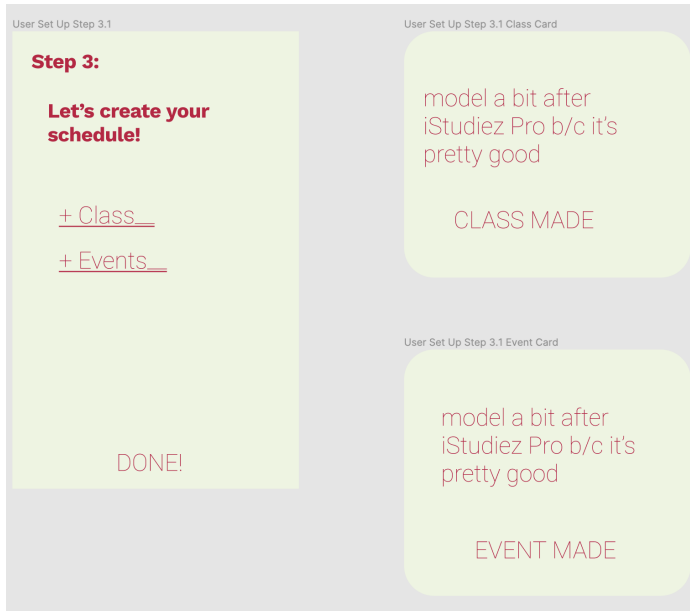 User Set Up Step 3.1
Step 3:
Let's create your
schedule!
+ Class__
+ Events__
DONE!
User Set Up Step 3.1 Class Card
model a bit after
iStudiez Pro b/c it's
pretty good
CLASS MADE
User Set Up Step 3.1 Event Card
model a bit after
iStudiez Pro b/c it's
pretty good
EVENT MADE